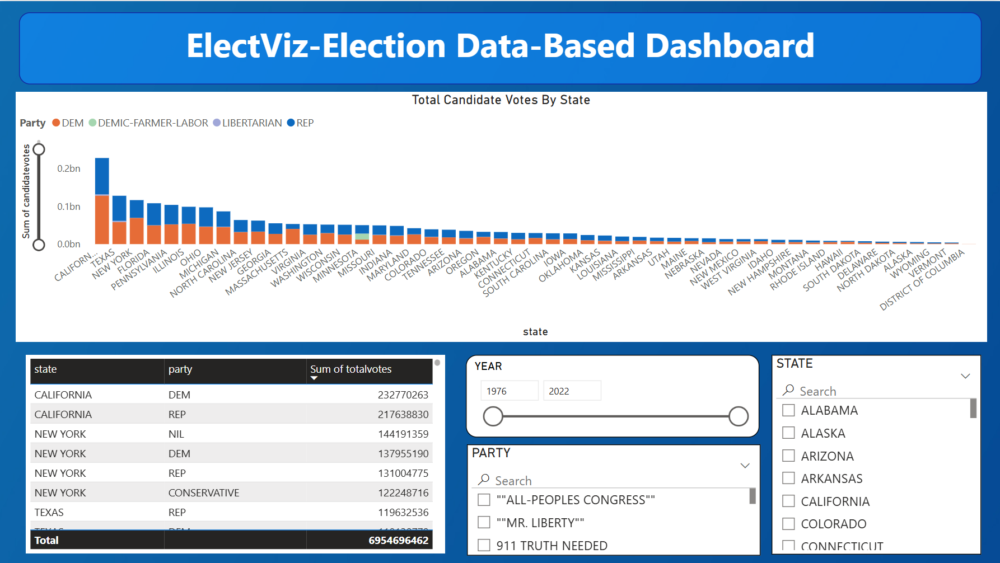 ElectViz-Election Data-Based Dashboard
Total Candidate Votes By State
Party DEM DEMIC-FARMER-LABOR LIBERTARIAN REP
Sum of candidatevotes
0.2bn
0.1bn
0.0bn
CALIFORN...
TEXAS
NEW YORK
FLORIDA
PENNSYLVANIA
ILLINOIS
OHIO
MICHIGAN
NORTH CAROLINA
NEW JERSEY
GEORGIA
MASSACHUSETTS
VIRGINIA
WASHINGTON
WISCONSIN
MINNESOTA
MISSOURI
INDIANA
MARYLAND
COLORADO
TENNESSEE
ARIZONA
OREGON
ALABAMA
KENTUCKY
CONNECTICUT
SOUTH CAROLINA
IOWA
OKLAHOMA
KANSAS
LOUISIANA
MISSISSIPPI
ARKANSAS
UTAH
MAINE
NEBRASKA
NEVADA
NEW MEXICO
WEST VIRGINIA
IDAHO
NEW HAMPSHIRE
MONTANA
RHODE ISLAND
HAWAII
SOUTH DAKOTA
DELAWARE
NORTH DAKOTA
ALASKA
WYOMING
VERMONT
DISTRICT OF COLUMBIA
state
state party Sum of totalvotes
CALIFORNIA DEM 232770263
CALIFORNIA REP 217638830
NEW YORK NIL 144191359
NEW YORK DEM 137955190
NEW YORK REP 131004775
NEW YORK CONSERVATIVE 122248716
TEXAS REP 119632536
TEXAS DEM
Total 6954696462
YEAR
1976 2022
PARTY
Search
""ALL-PEOPLES CONGRESS""
""MR. LIBERTY""
911 TRUTH NEEDED
STATE
Search
ALABAMA
ALASKA
ARIZONA
ARKANSAS
CALIFORNIA
COLORADO
CONNECTICUT